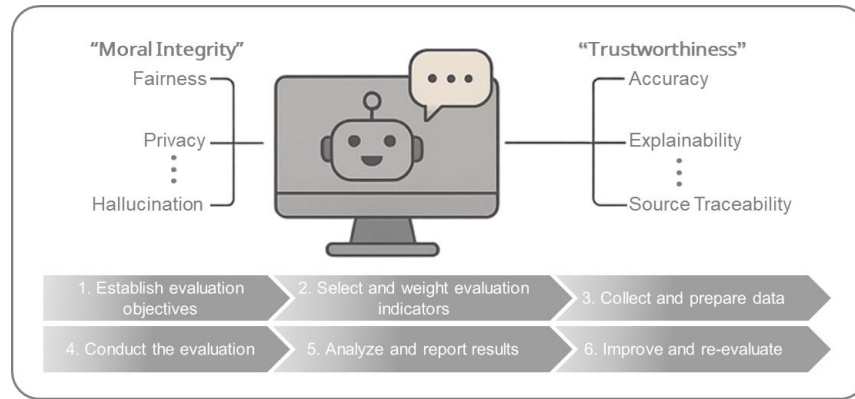 “Moral Integrity”
Fairness
Privacy
Hallucination
“Trustworthiness”
Accuracy
Explainability
Source Traceability
1. Establish evaluation
objectives
2. Select and weight evaluation
indicators
3. Collect and prepare data
4. Conduct the evaluation
5. Analyze and report results
6. Improve and re-evaluate